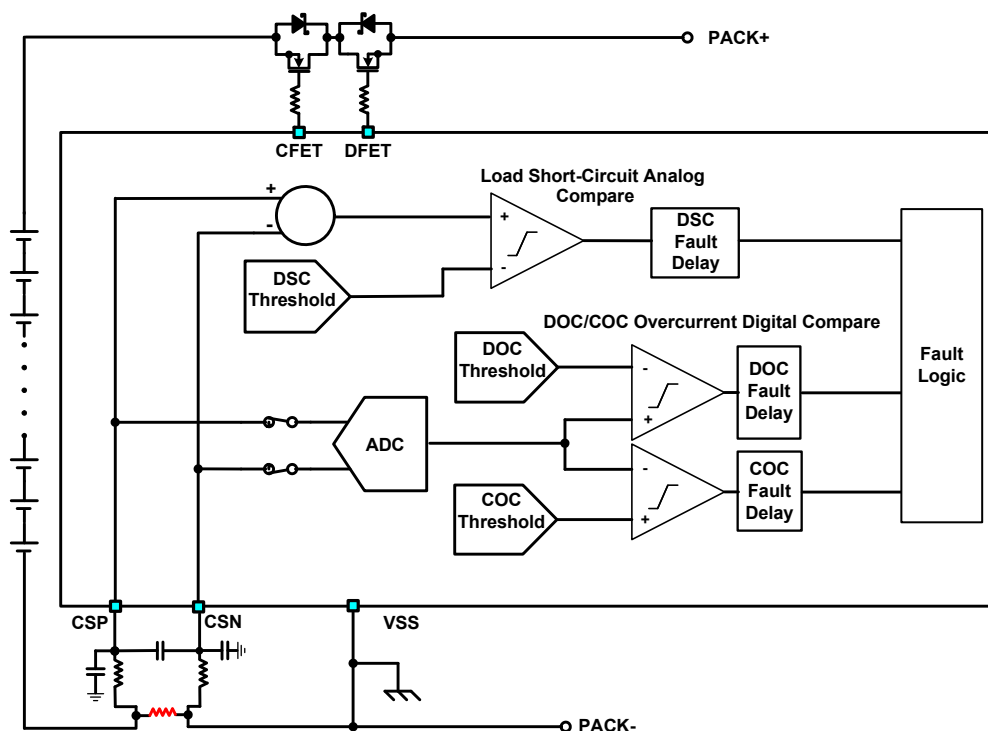 PACK+
CFET
DFET
+
-
Load Short-Circuit Analog
Compare
+
-
DSC
Fault
Delay
DSC
Threshold
DOC/COC Overcurrent Digital Compare
DOC
Threshold
-
+
DOC
Fault
Delay
Fault
Logic
ADC
COC
Threshold
-
+
COC
Fault
Delay
CSP
CSN
VSS
PACK-